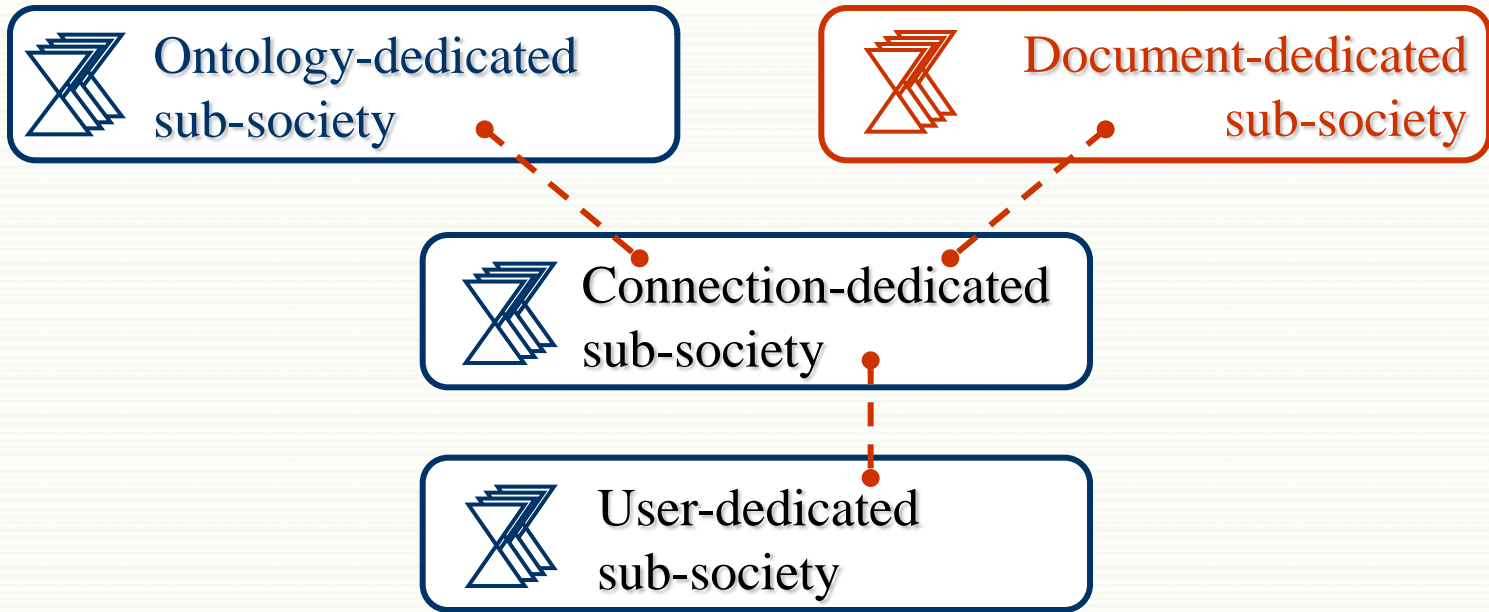 Ontology-dedicated
sub-society
Document-dedicated
sub-society
Connection-dedicated
sub-society
User-dedicated
sub-society